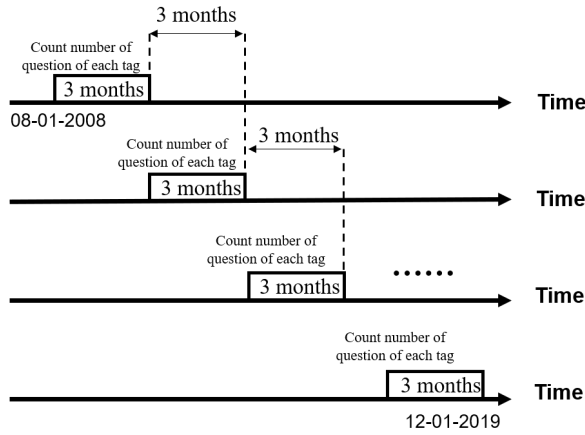 3 months
Count number of
question of each tag
3 months
Time
08-01-2008
3 months
Count number of
question of each tag
3 months
Time
Count number of
question of each tag
3 months
......
Time
Count number of
question of each tag
3 months
Time
12-01-2019